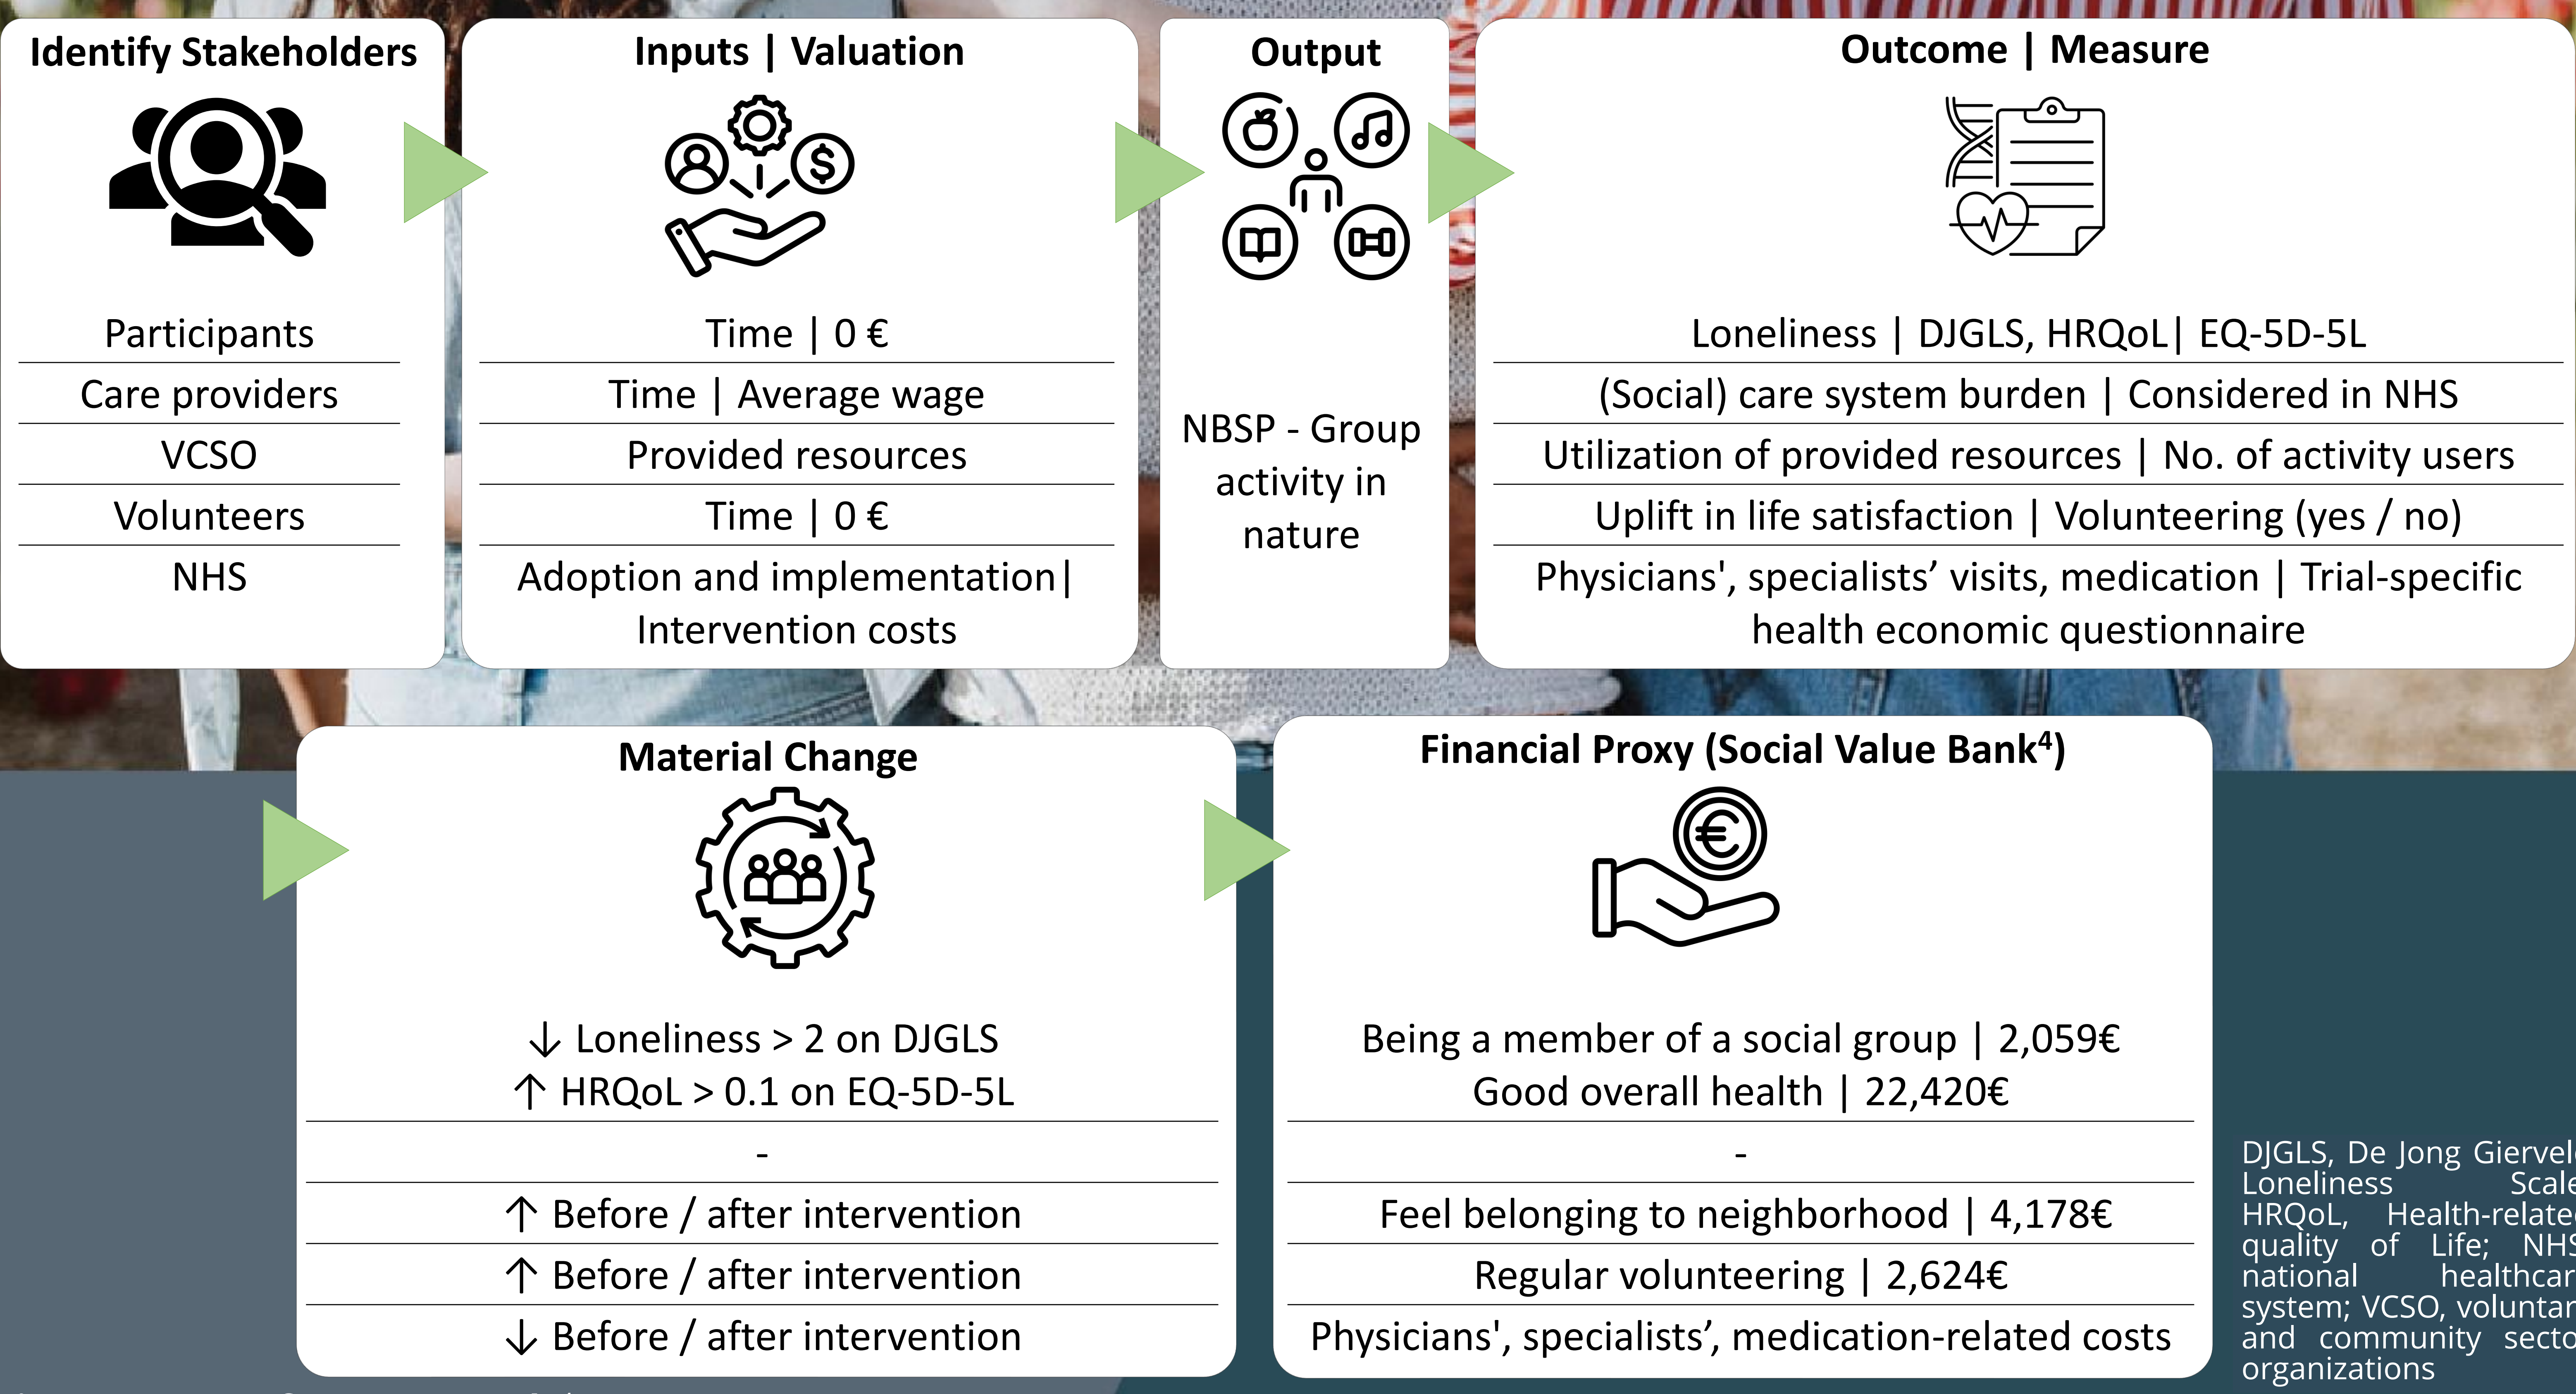 Identify Stakeholders
Participants
Care providers
VCSO
Volunteers
NHS
Inputs | Valuation
Time | 0 €
Time | Average wage
Provided resources
Time | 0 €
Adoption and implementation|
Intervention costs
Output
NBSP - Group
activity in
nature
Outcome | Measure
Loneliness | DJGLS, HRQoL| EQ-5D-5L
(Social) care system burden | Considered in NHS
Utilization of provided resources | No. of activity users
Uplift in life satisfaction | Volunteering (yes / no)
Physicians', specialists’ visits, medication | Trial-specific
health economic questionnaire
Material Change
↓ Loneliness > 2 on DJGLS
↑ HRQoL > 0.1 on EQ-5D-5L
-
↑ Before / after intervention
↑ Before / after intervention
↓ Before / after intervention
Financial Proxy (Social Value Bank⁴)
Being a member of a social group | 2,059€
Good overall health | 22,420€
-
Feel belonging to neighborhood | 4,178€
Regular volunteering | 2,624€
Physicians', specialists’, medication-related costs
DJGLS, De Jong
Loneliness Scale
HRQoL,
quality of Life; NHS
national
system; VCSO,
and community
organizations